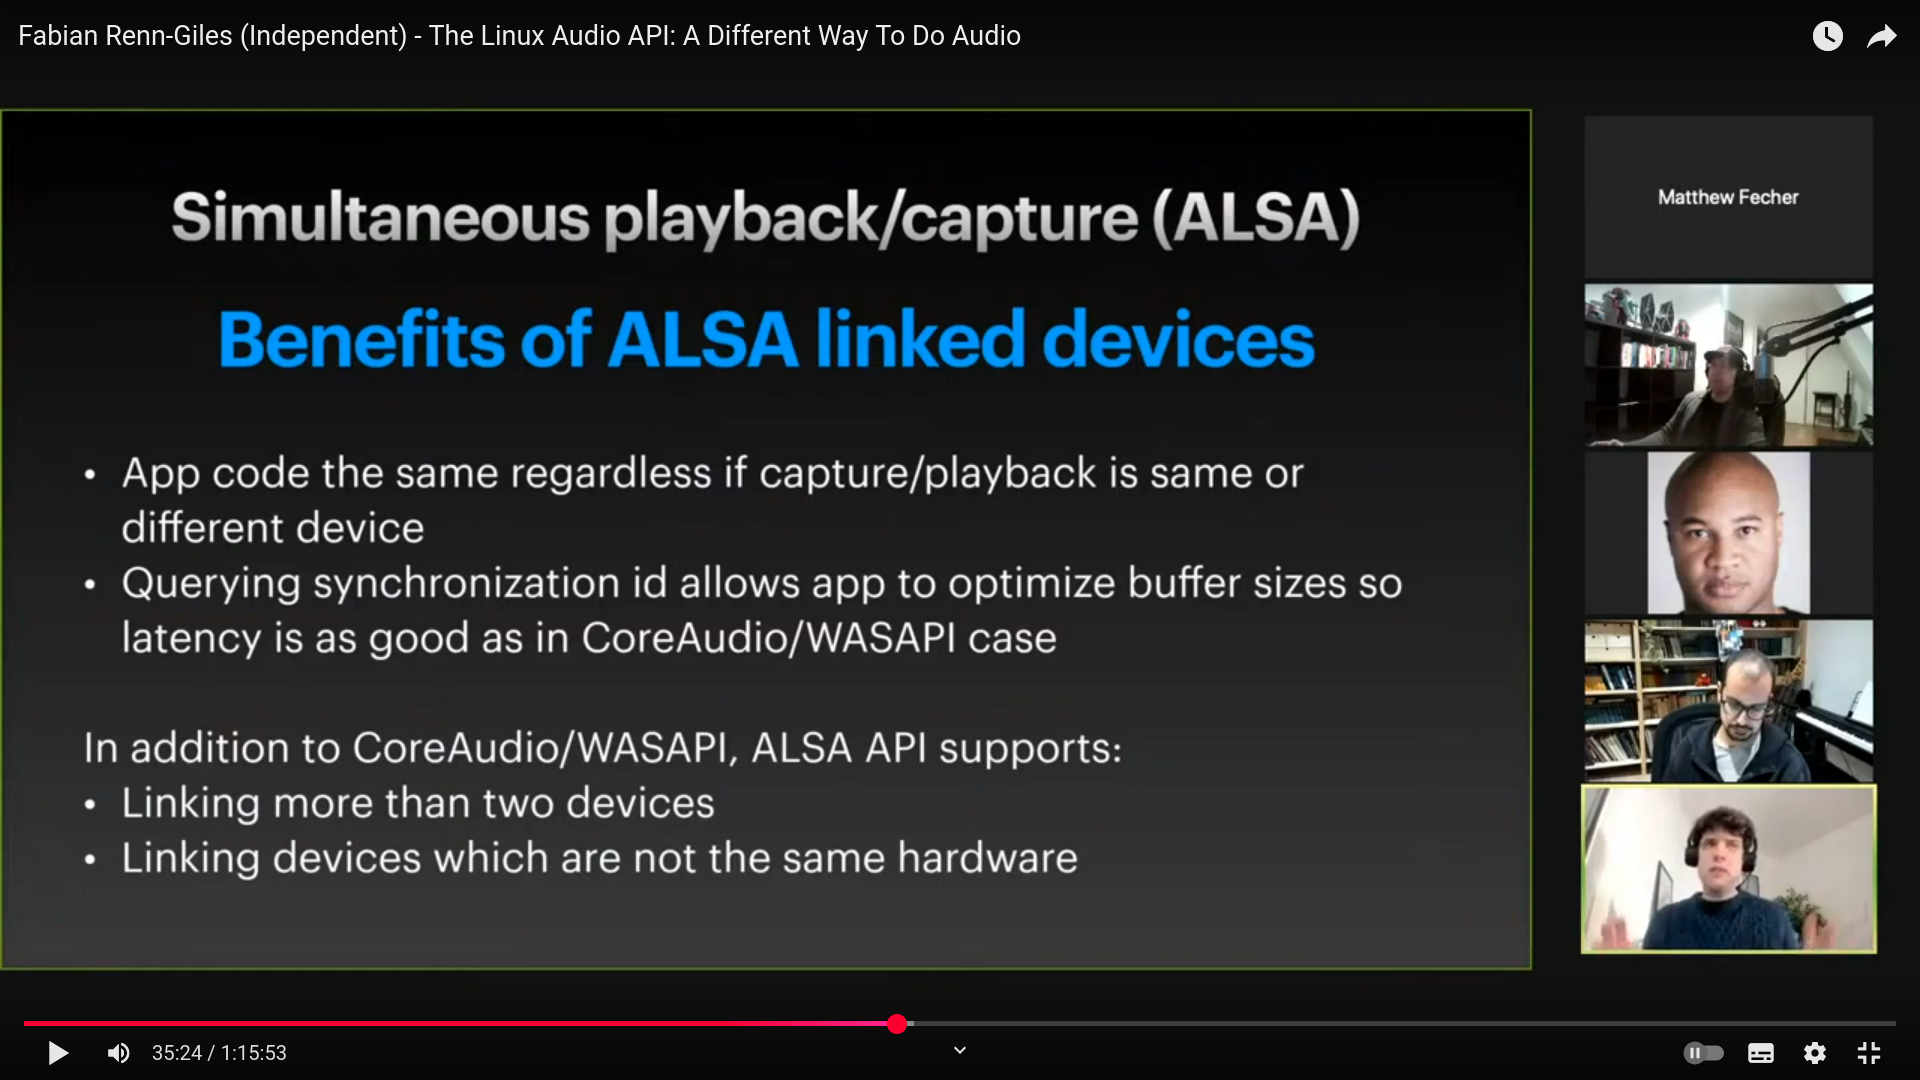 Fabian Renn-Giles (Independent) - The Linux Audio API: A Different Way To Do Audio
Simultaneous playback/capture (ALSA)
Benefits of ALSA linked devices
• App code the same regardless if capture/playback is same or
different device
• Querying synchronization id allows app to optimize buffer sizes so
latency is as good as in CoreAudio/WASAPI case
In addition to CoreAudio/WASAPI, ALSA API supports:
• Linking more than two devices
• Linking devices which are not the same hardware
Matthew Fecher
35:24 / 1:15:53